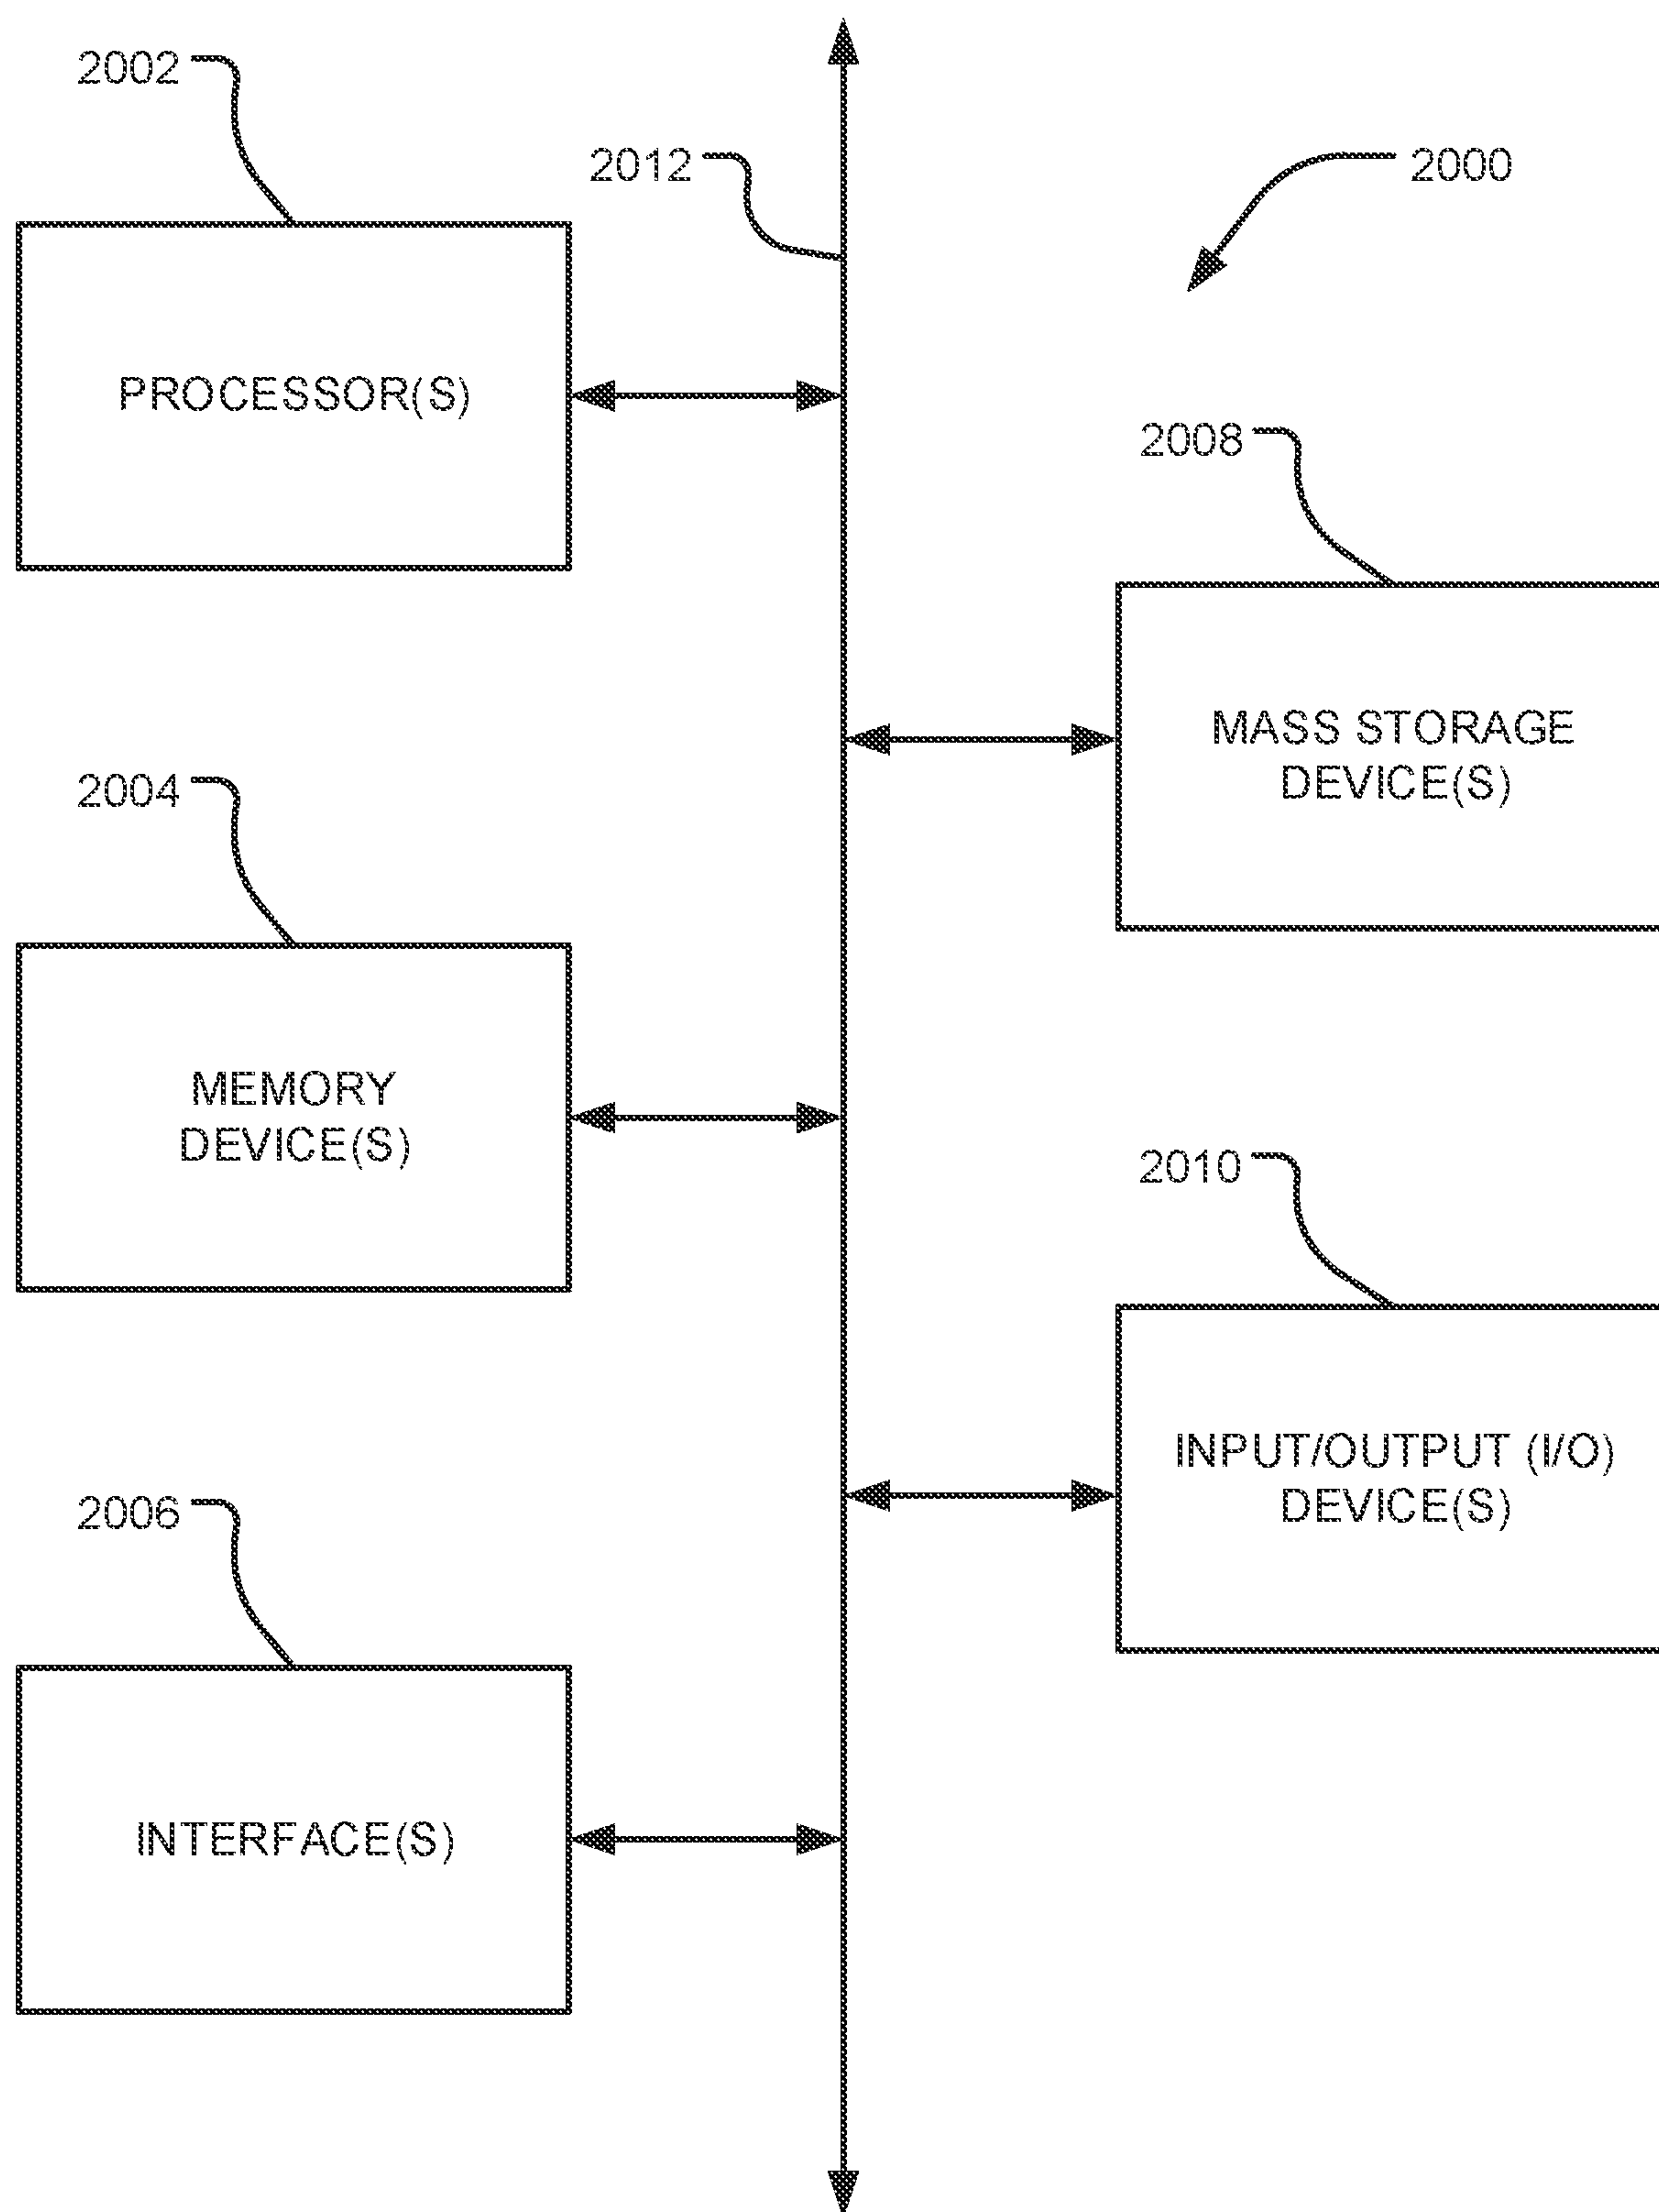 2002
2012
2000
PROCESSOR(S)
2008
MASS STORAGE
DEVICE(S)
2004
MEMORY
DEVICE(S)
2010
INPUT/OUTPUT (I/O)
DEVICE(S)
2006
INTERFACE(S)